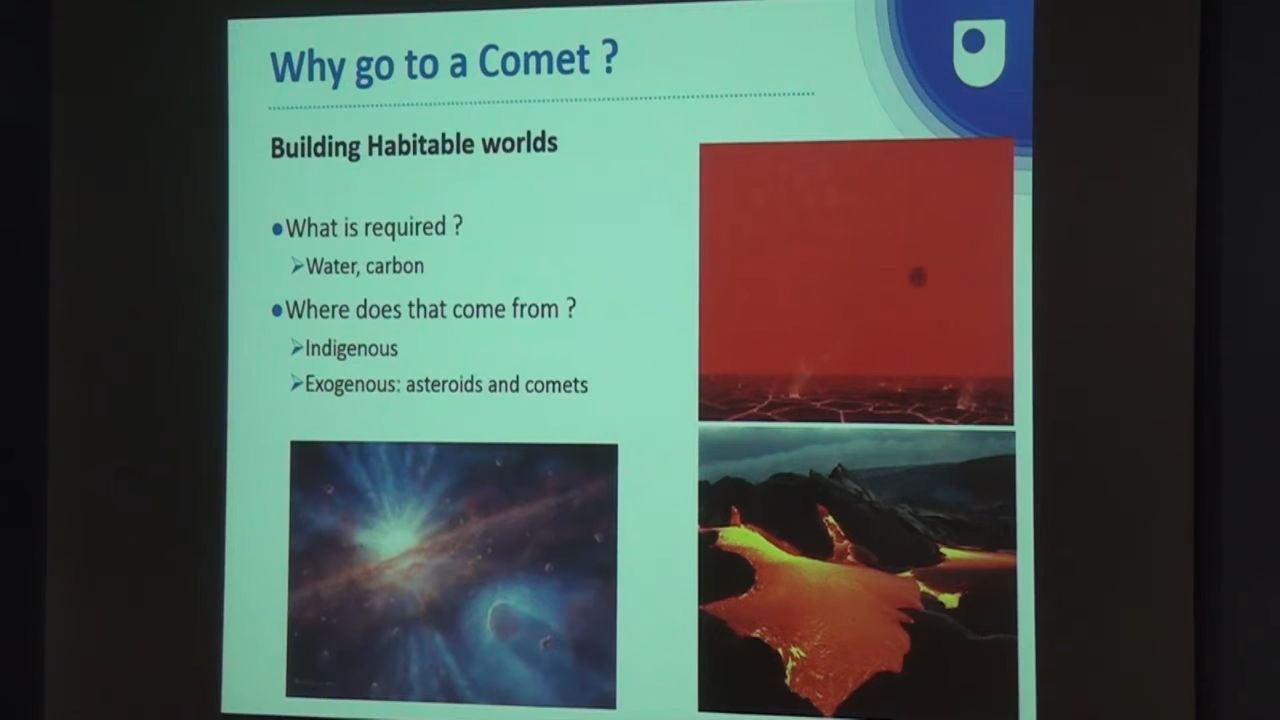 Why go to a Comet ?
Building Habitable worlds
What is required ?
Water, carbon
Where does that come from ?
Indigenous
Exogenous: asteroids and comets